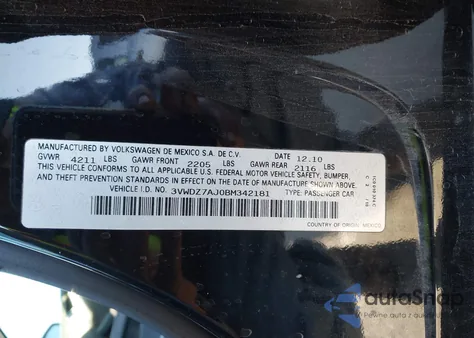 MANUFACTURED BY VOLKSWAGEN DE MEXICO S.A. DE C.V. DATE 12.10
GVWR 4211 LBS GAWR FRONT 2205 LBS GAWR REAR 2116 LBS
THIS VEHICLE CONFORMS TO ALL APPLICABLE FEDERAL MOTOR VEHICLE SAFETY, BUMPER,
AND THEFT PREVENTION STANDARDS IN EFFECT ON THE DATE OF MANUFACTURE SHOWN ABOVE.
VEHICLE I.D. NO. 3VWDZ7AJ0BM342181 TYPE: PASSENGER CAR
COUNTRY OF ORIGIN: MEXICO
autoSnap
Pewne auta z